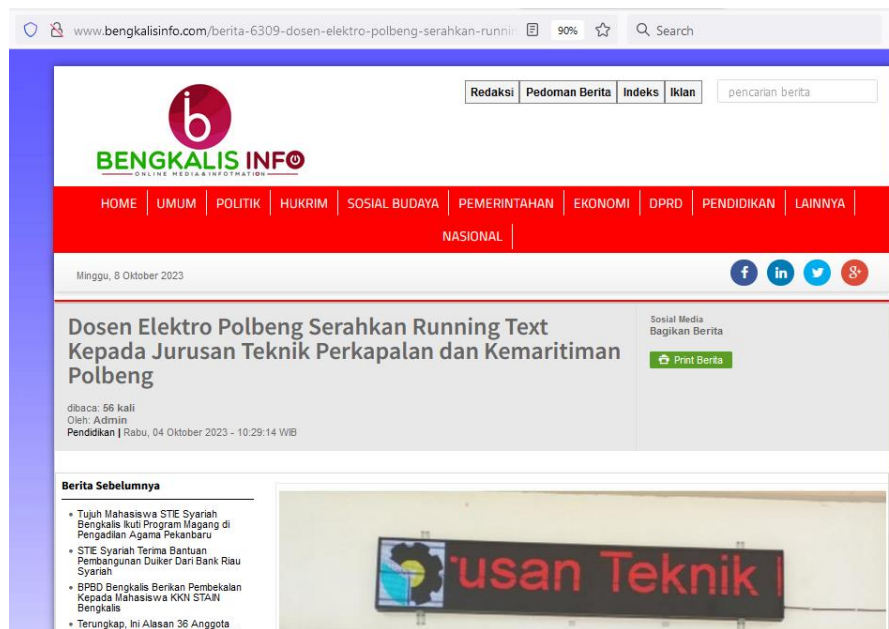 www.bengkalisinfo.com/berita-6309-dosen-elektro-polbeng-serahkan-runnin
90%
Search
Redaksi
Pedoman Berita
Indeks
Iklan
pencarian berita
BENGKALIS INFO
ONLINE MEDIA & INFOTMATION
HOME
UMUM
POLITIK
HUKRIM
SOSIAL BUDAYA
PEMERINTAHAN
EKONOMI
DPRD
PENDIDIKAN
LAINNYA
NASIONAL
Minggu, 8 Oktober 2023
f
in
8+
Dosen Elektro Polbeng Serahkan Running Text
Kepada Jurusan Teknik Perkapalan dan Kemaritiman
Polbeng
dibaca: 56 kali
Oleh: Admin
Pendidikan | Rabu, 04 Oktober 2023 - 10:29:14 WIB
Sosial Media
Bagikan Berita
Print Berita
Berita Sebelumnya
Tujuh Mahasiswa STIE Syariah
Bengkalis Ikuti Program Magang di
Pengadilan Agama Pekanbaru
STIE Syariah Terima Bantuan
Pembangunan Duiker Dari Bank Riau
Syariah
BPBD Bengkalis Berikan Pembekalan
Kepada Mahasiswa KKN STAIN
Bengkalis
Terungkap, Ini Alasan 36 Anggota
rusan Teknik